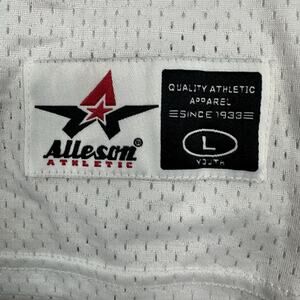 Alleson®
ATHLETIC
QUALITY ATHLETIC
APPAREL
SINCE 1933
L
YOUTH